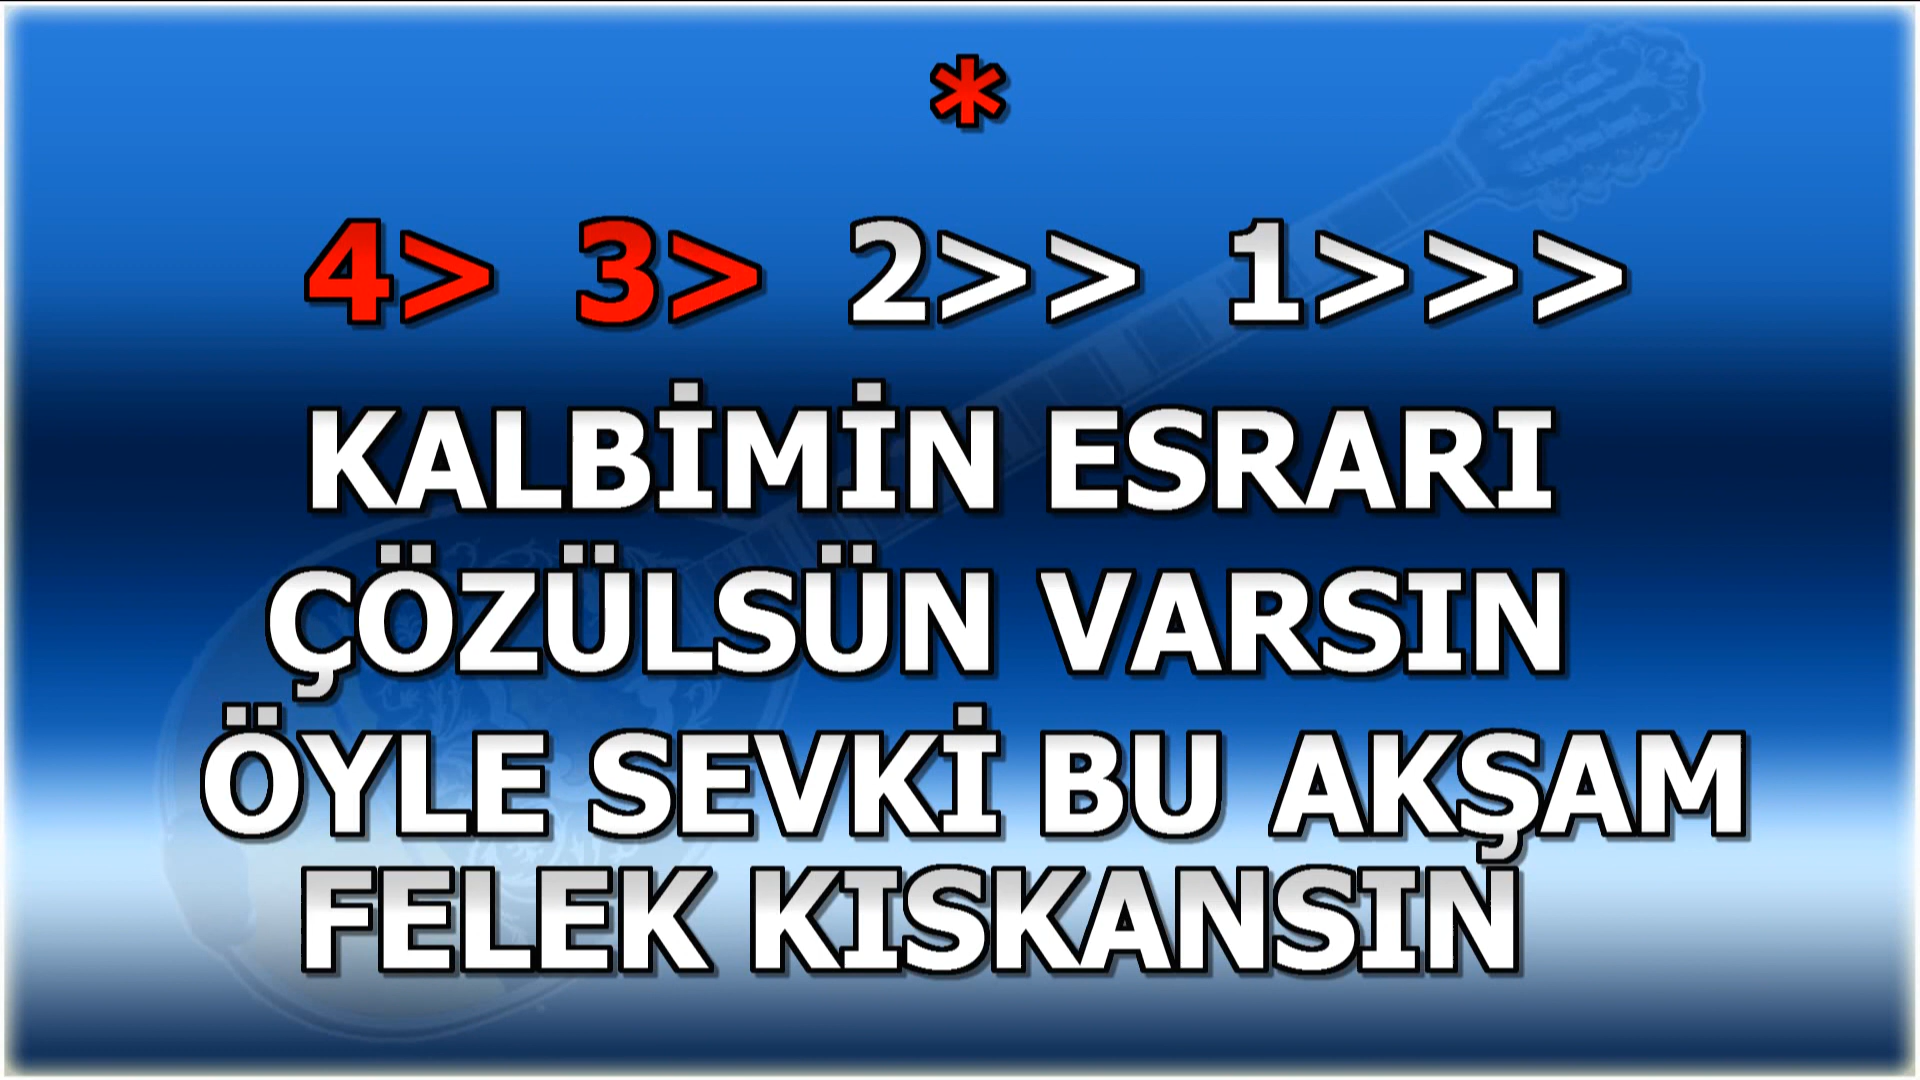 *
4> 3> 2>> 1>>>
KALBİMİN ESRARI
ÇÖZÜLSÜN VARSIN
ÖYLE SEVKİ BU AKŞAM
FELEK KISKANSIN